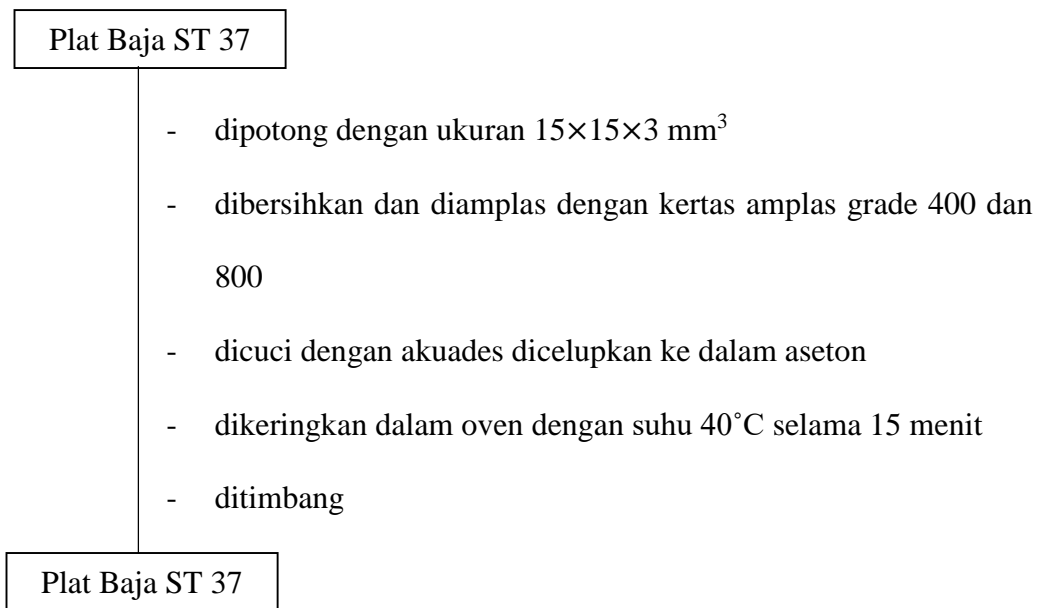 Plat Baja ST 37
- dipotong dengan ukuran 15×15×3 mm³
- dibersihkan dan diamplas dengan kertas amplas grade 400 dan
800
- dicuci dengan akuades dicelupkan ke dalam aseton
- dikeringkan dalam oven dengan suhu 40˚C selama 15 menit
- ditimbang
Plat Baja ST 37